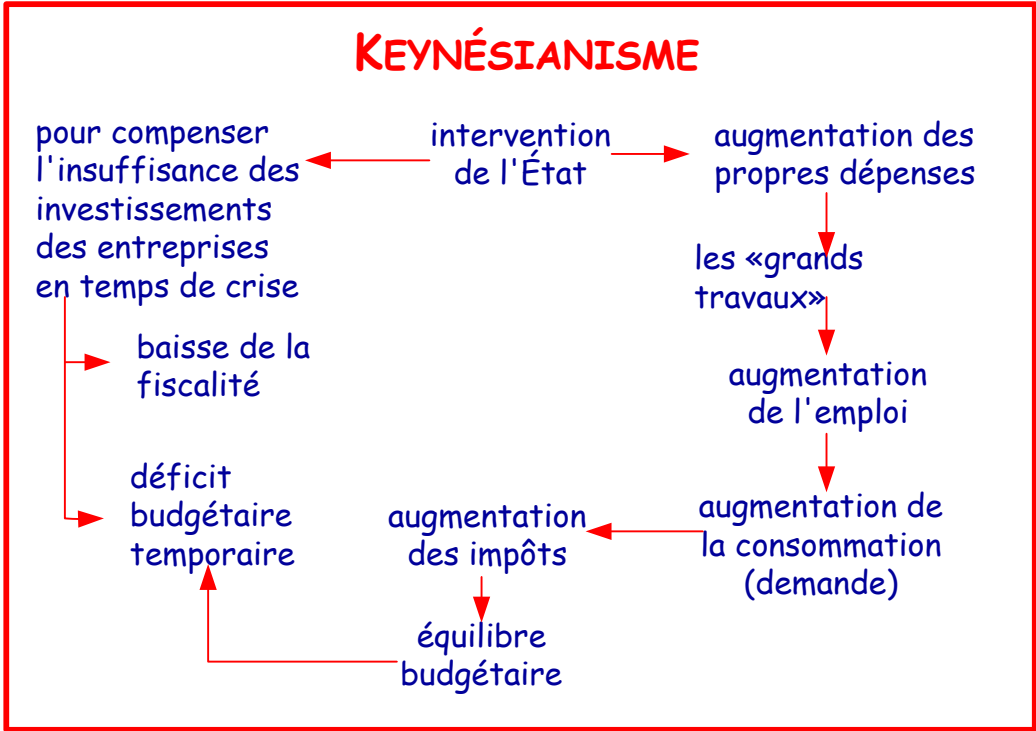 KEYNÉSIANISME
pour compenser
l'insuffisance des
investissements
des entreprises
en temps de crise
intervention
de l'État
augmentation des
propres dépenses
les «grands
travaux»
baisse de la
fiscalité
augmentation
de l'emploi
déficit
budgétaire
temporaire
augmentation
des impôts
augmentation de
la consommation
(demande)
équilibre
budgétaire